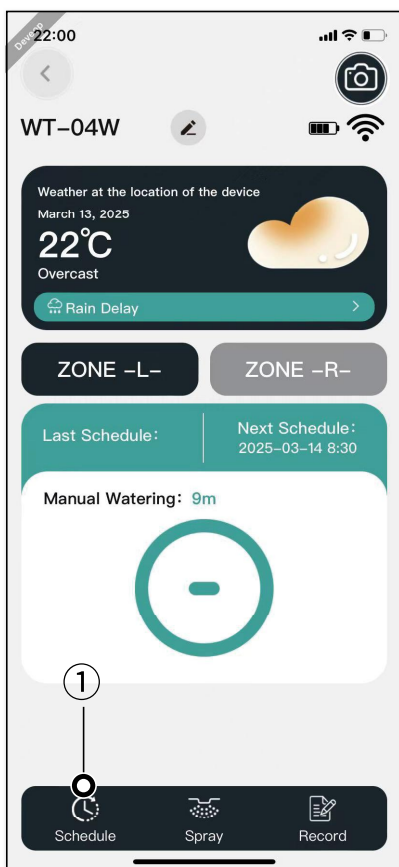 Deveop
22:00
WT-04W
Weather at the location of the device
March 13, 2025
22℃
Overcast
Rain Delay
ZONE -L-
ZONE -R-
Last Schedule:
Next Schedule:
2025-03-14 8:30
Manual Watering: 9m
①
Schedule
Spray
Record